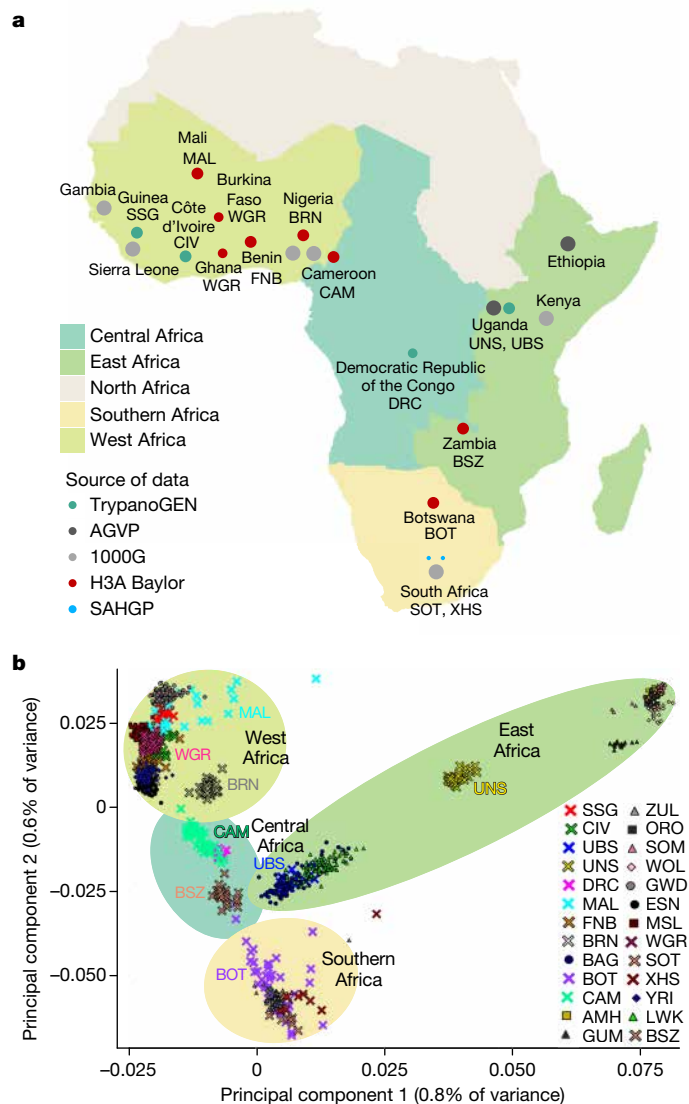 a
Mali
MAL
Burkina
Faso
WGR
Gambia
Guinea
SSG
Côte
d'Ivoire
CIV
Nigeria
BRN
Sierra Leone
Ghana
WGR
Benin
FNB
Cameroon
CAM
Ethiopia
Kenya
Uganda
UNS, UBS
Democratic Republic
of the Congo
DRC
Zambia
BSZ
Botswana
BOT
South Africa
SOT, XHS
Central Africa
East Africa
North Africa
Southern Africa
West Africa
Source of data
TrypanoGEN
AGVP
1000G
H3A Baylor
SAHGP
b
Principal component 2 (0.6% of variance)
0.025
0
-0.025
-0.050
MAL
WGR
West
Africa
BRN
East
Africa
UNS
CAM
Central
Africa
UBS
BSZ
BOT
Southern
Africa
SSG ZUL
CIV ORO
UBS SOM
UNS WOL
DRC GWD
MAL ESN
FNB MSL
BRN WGR
BAG SOT
BOT XHS
CAM YRI
AMH LWK
GUM BSZ
-0.025 0 0.025 0.050 0.075
Principal component 1 (0.8% of variance)